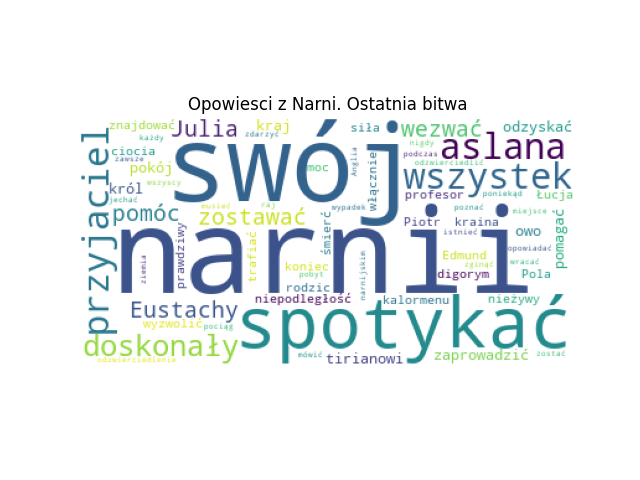 Opowiesci z Narni. Ostatnia bitwa
znajdować Julia kraj siła wezwać odzyskać
każdy zdarzyć nigdy
ciocia swój włącznie aslana
zawsze Anglia podczas odzwierciedlić
pokój wszyscy moc wszystek
król profesor poniekąd Łucja
jechać musieć raj wypadek poznać miejsce
przyjaciel pomóc zostawać śmierć Piotr kraina
istnieć owo pomagać
narnii prawdziwy opowiadać
trafiać Edmund wracać
ziemia koniec narnijskim zginąć
pobyt digorym Pola
rodzic
Eustachy niepodległość kalormenu nieżywy
wyzwolić pociąg spotykać
doskonały mówić tirianowi zaprowadzić zostać
odzwierciedlenia